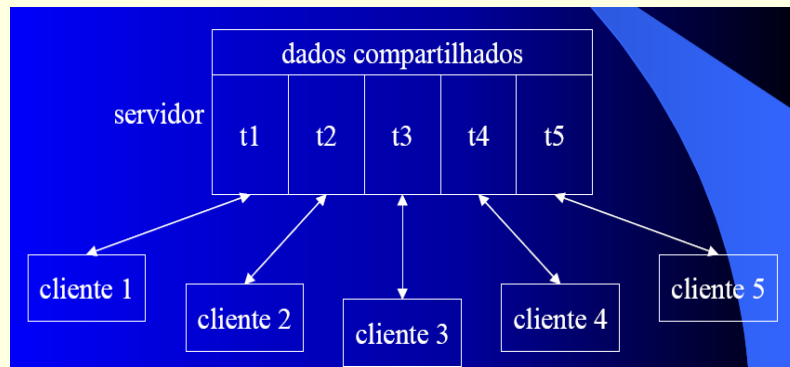 dados compartilhados
servidor
t1 t2 t3 t4 t5
cliente 1
cliente 2
cliente 3
cliente 4
cliente 5